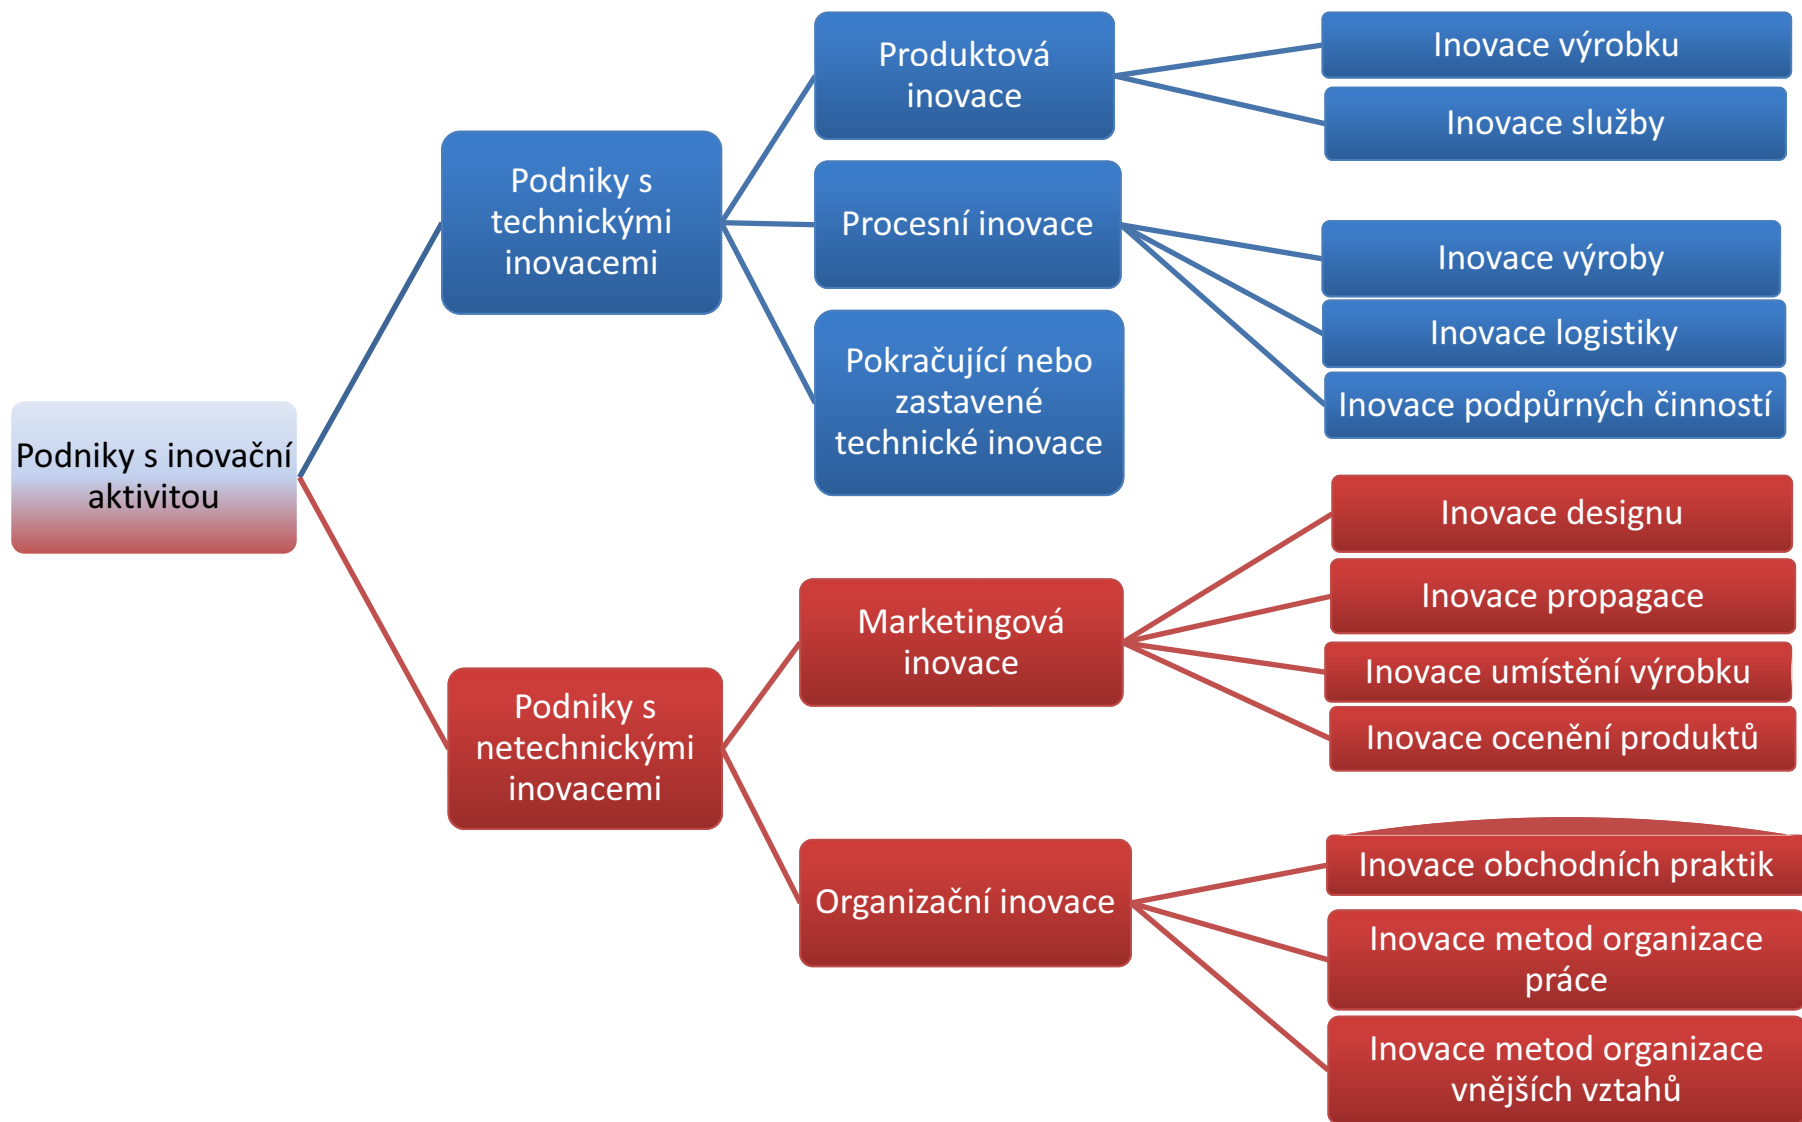 Podniky s inovační
aktivitou
Podniky s
technickými
inovacemi
Produktová
inovace
Inovace výrobku
Inovace služby
Procesní inovace
Inovace výroby
Inovace logistiky
Inovace podpůrných činností
Pokračující nebo
zastavené
technické inovace
Podniky s
netechnickými
inovacemi
Marketingová
inovace
Inovace designu
Inovace propagace
Inovace umístění výrobku
Inovace ocenění produktů
Organizační inovace
Inovace obchodních praktik
Inovace metod organizace
práce
Inovace metod organizace
vnějších vztahů